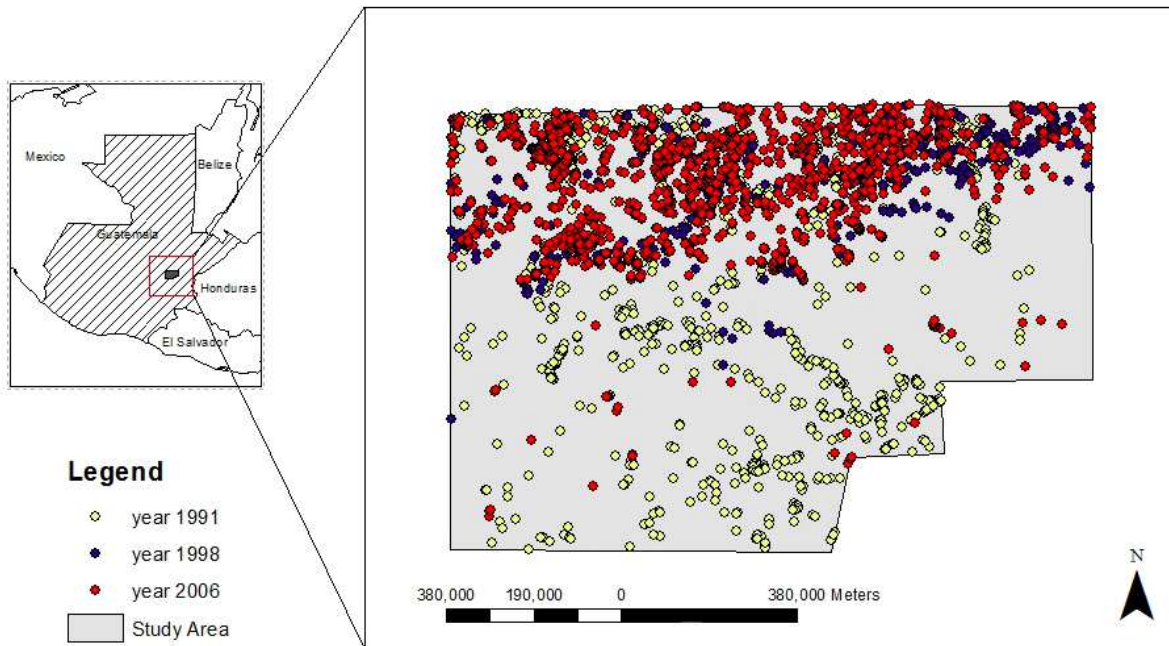 Mexico
Belize
Guatemala
Honduras
El Salvador
Legend
year 1991
year 1998
year 2006
Study Area
380,000 190,000 0 380,000 Meters
N